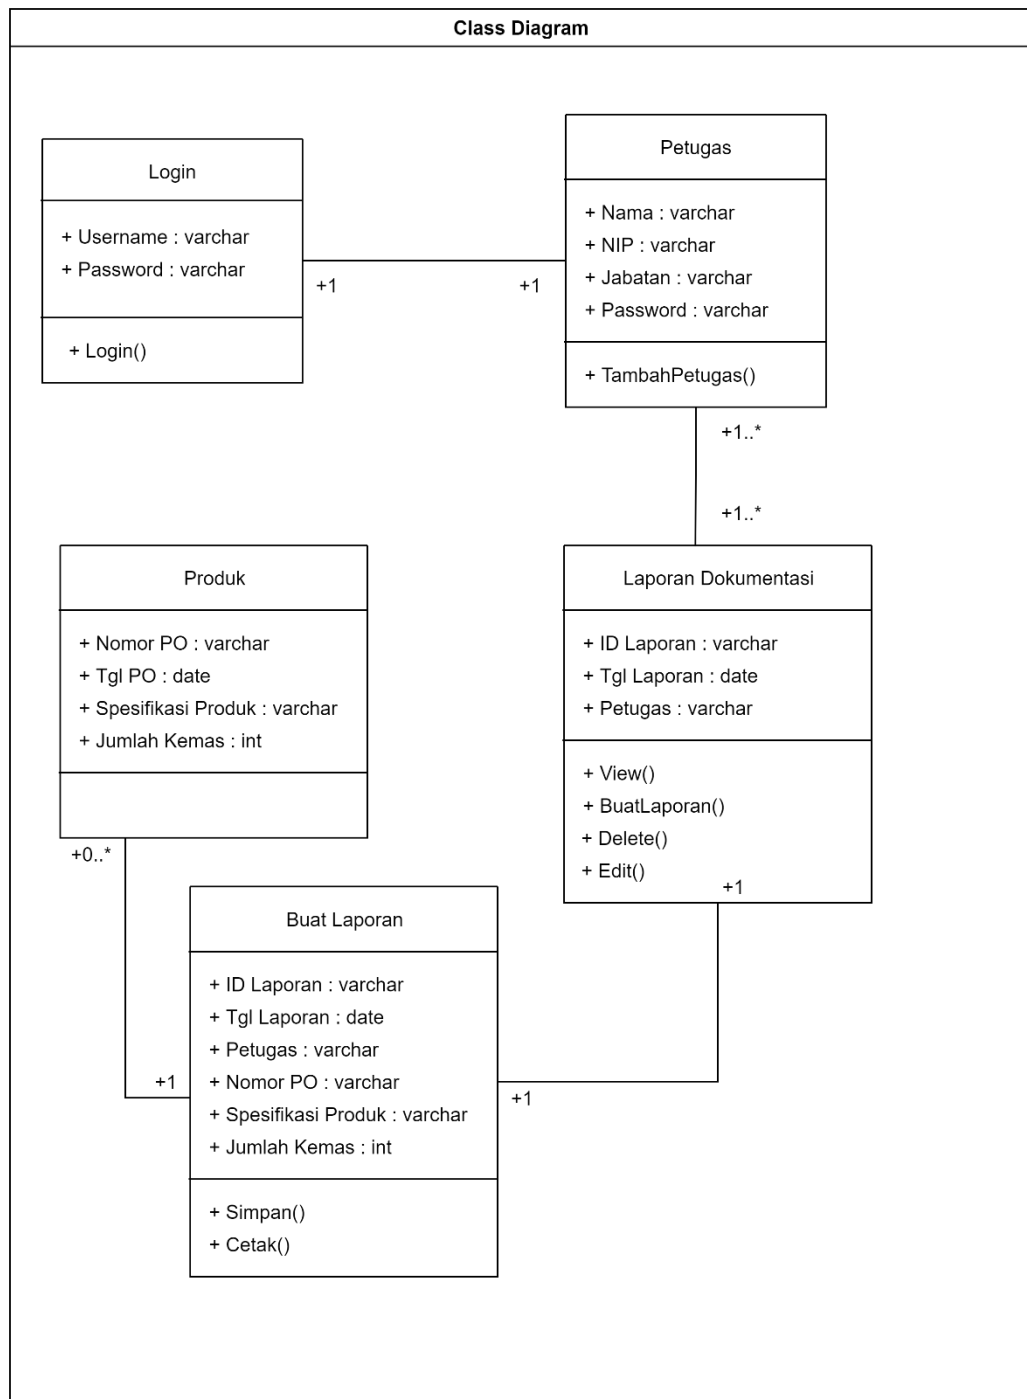 Class Diagram
Login
+ Username : varchar
+ Password : varchar
+ Login()
+1
+1
Petugas
+ Nama : varchar
+ NIP : varchar
+ Jabatan : varchar
+ Password : varchar
+ TambahPetugas()
+1..*
+1..*
Produk
+ Nomor PO : varchar
+ Tgl PO : date
+ Spesifikasi Produk : varchar
+ Jumlah Kemas : int
+0..*
Laporan Dokumentasi
+ ID Laporan : varchar
+ Tgl Laporan : date
+ Petugas : varchar
+ View()
+ BuatLaporan()
+ Delete()
+ Edit()
+1
Buat Laporan
+ ID Laporan : varchar
+ Tgl Laporan : date
+ Petugas : varchar
+ Nomor PO : varchar
+ Spesifikasi Produk : varchar
+ Jumlah Kemas : int
+ Simpan()
+ Cetak()
+1
+1